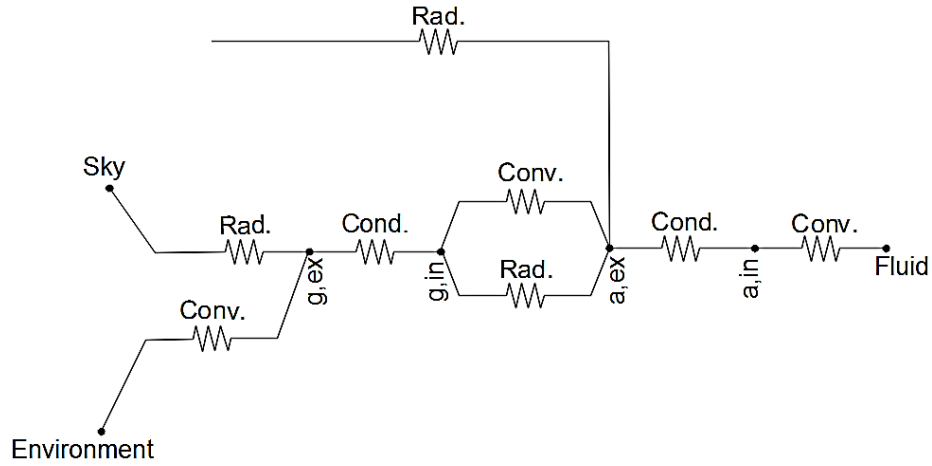 Rad.
Sky
Conv.
Rad.
Cond.
Cond.
Conv.
g,ex
g,in
Rad.
a,ex
a,in
Fluid
Conv.
Environment